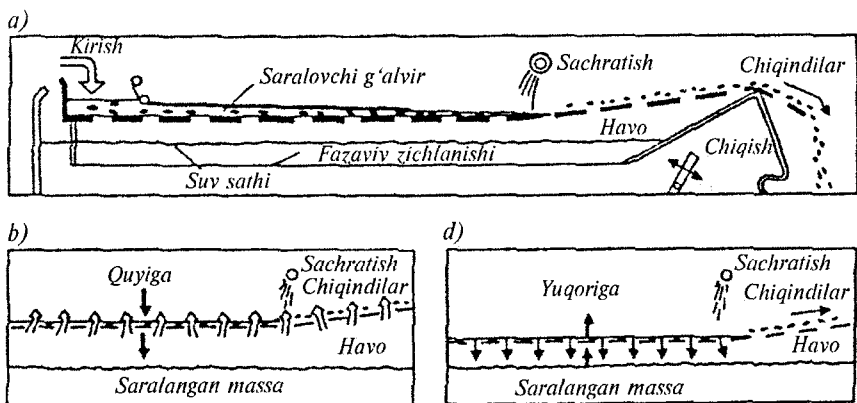 a)
Kirish
Saralovchi g‘alvir
Sachratish
Chiqindilar
Havo
Fazaviv zichlanishi
Suv sathi
Chiqish
b)
Quyiga
Sachratish
Chiqindilar
Havo
Saralangan massa
d)
Yuqoriga
Sachratish
Chiqindilar
Havo
Saralangan massa